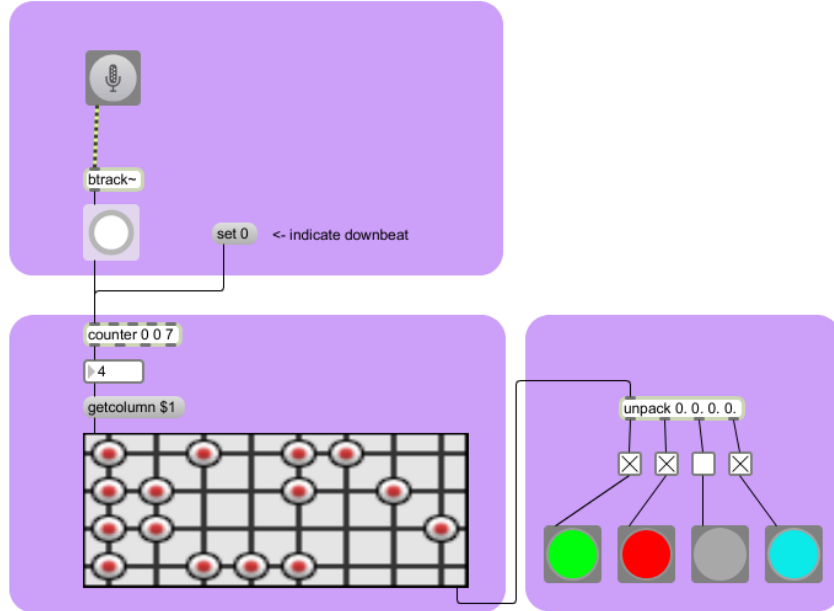 btrack~
set 0
<- indicate downbeat
counter 0 0 7
4
getcolumn $1
unpack 0. 0. 0. 0.